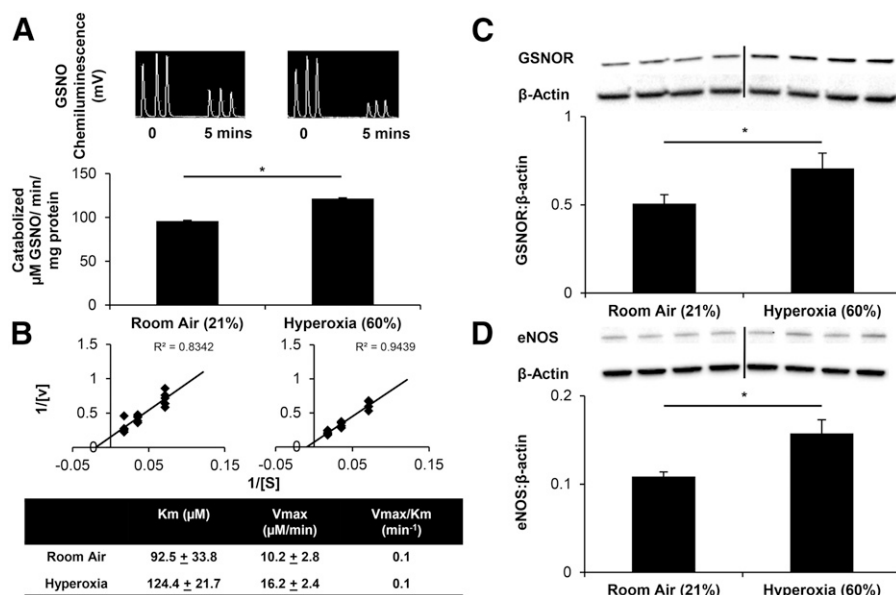 A
GSNO
Chemiluminescence
(mV)
0 5 mins 0 5 mins
Catabolized
µM GSNO/ min/
mg protein
150
100
50
0
*
Room Air (21%) Hyperoxia (60%)
B
R² = 0.8342 R² = 0.9439
1/[v]
1.5
1
0.5
0
-0.05 0.05 0.15
1.5
1
0.5
0
-0.05 0.05 0.15
1/[S]
Km (µM) Vmax (µM/min) Vmax/Km (min-1)
Room Air 92.5 ± 33.8 10.2 ± 2.8 0.1
Hyperoxia 124.4 ± 21.7 16.2 ± 2.4 0.1
C
GSNOR
β-Actin
GSNOR:β-actin
1
0.5
0
*
Room Air (21%) Hyperoxia (60%)
D
eNOS
β-Actin
eNOS:β-actin
0.2
0.1
0
*
Room Air (21%) Hyperoxia (60%)